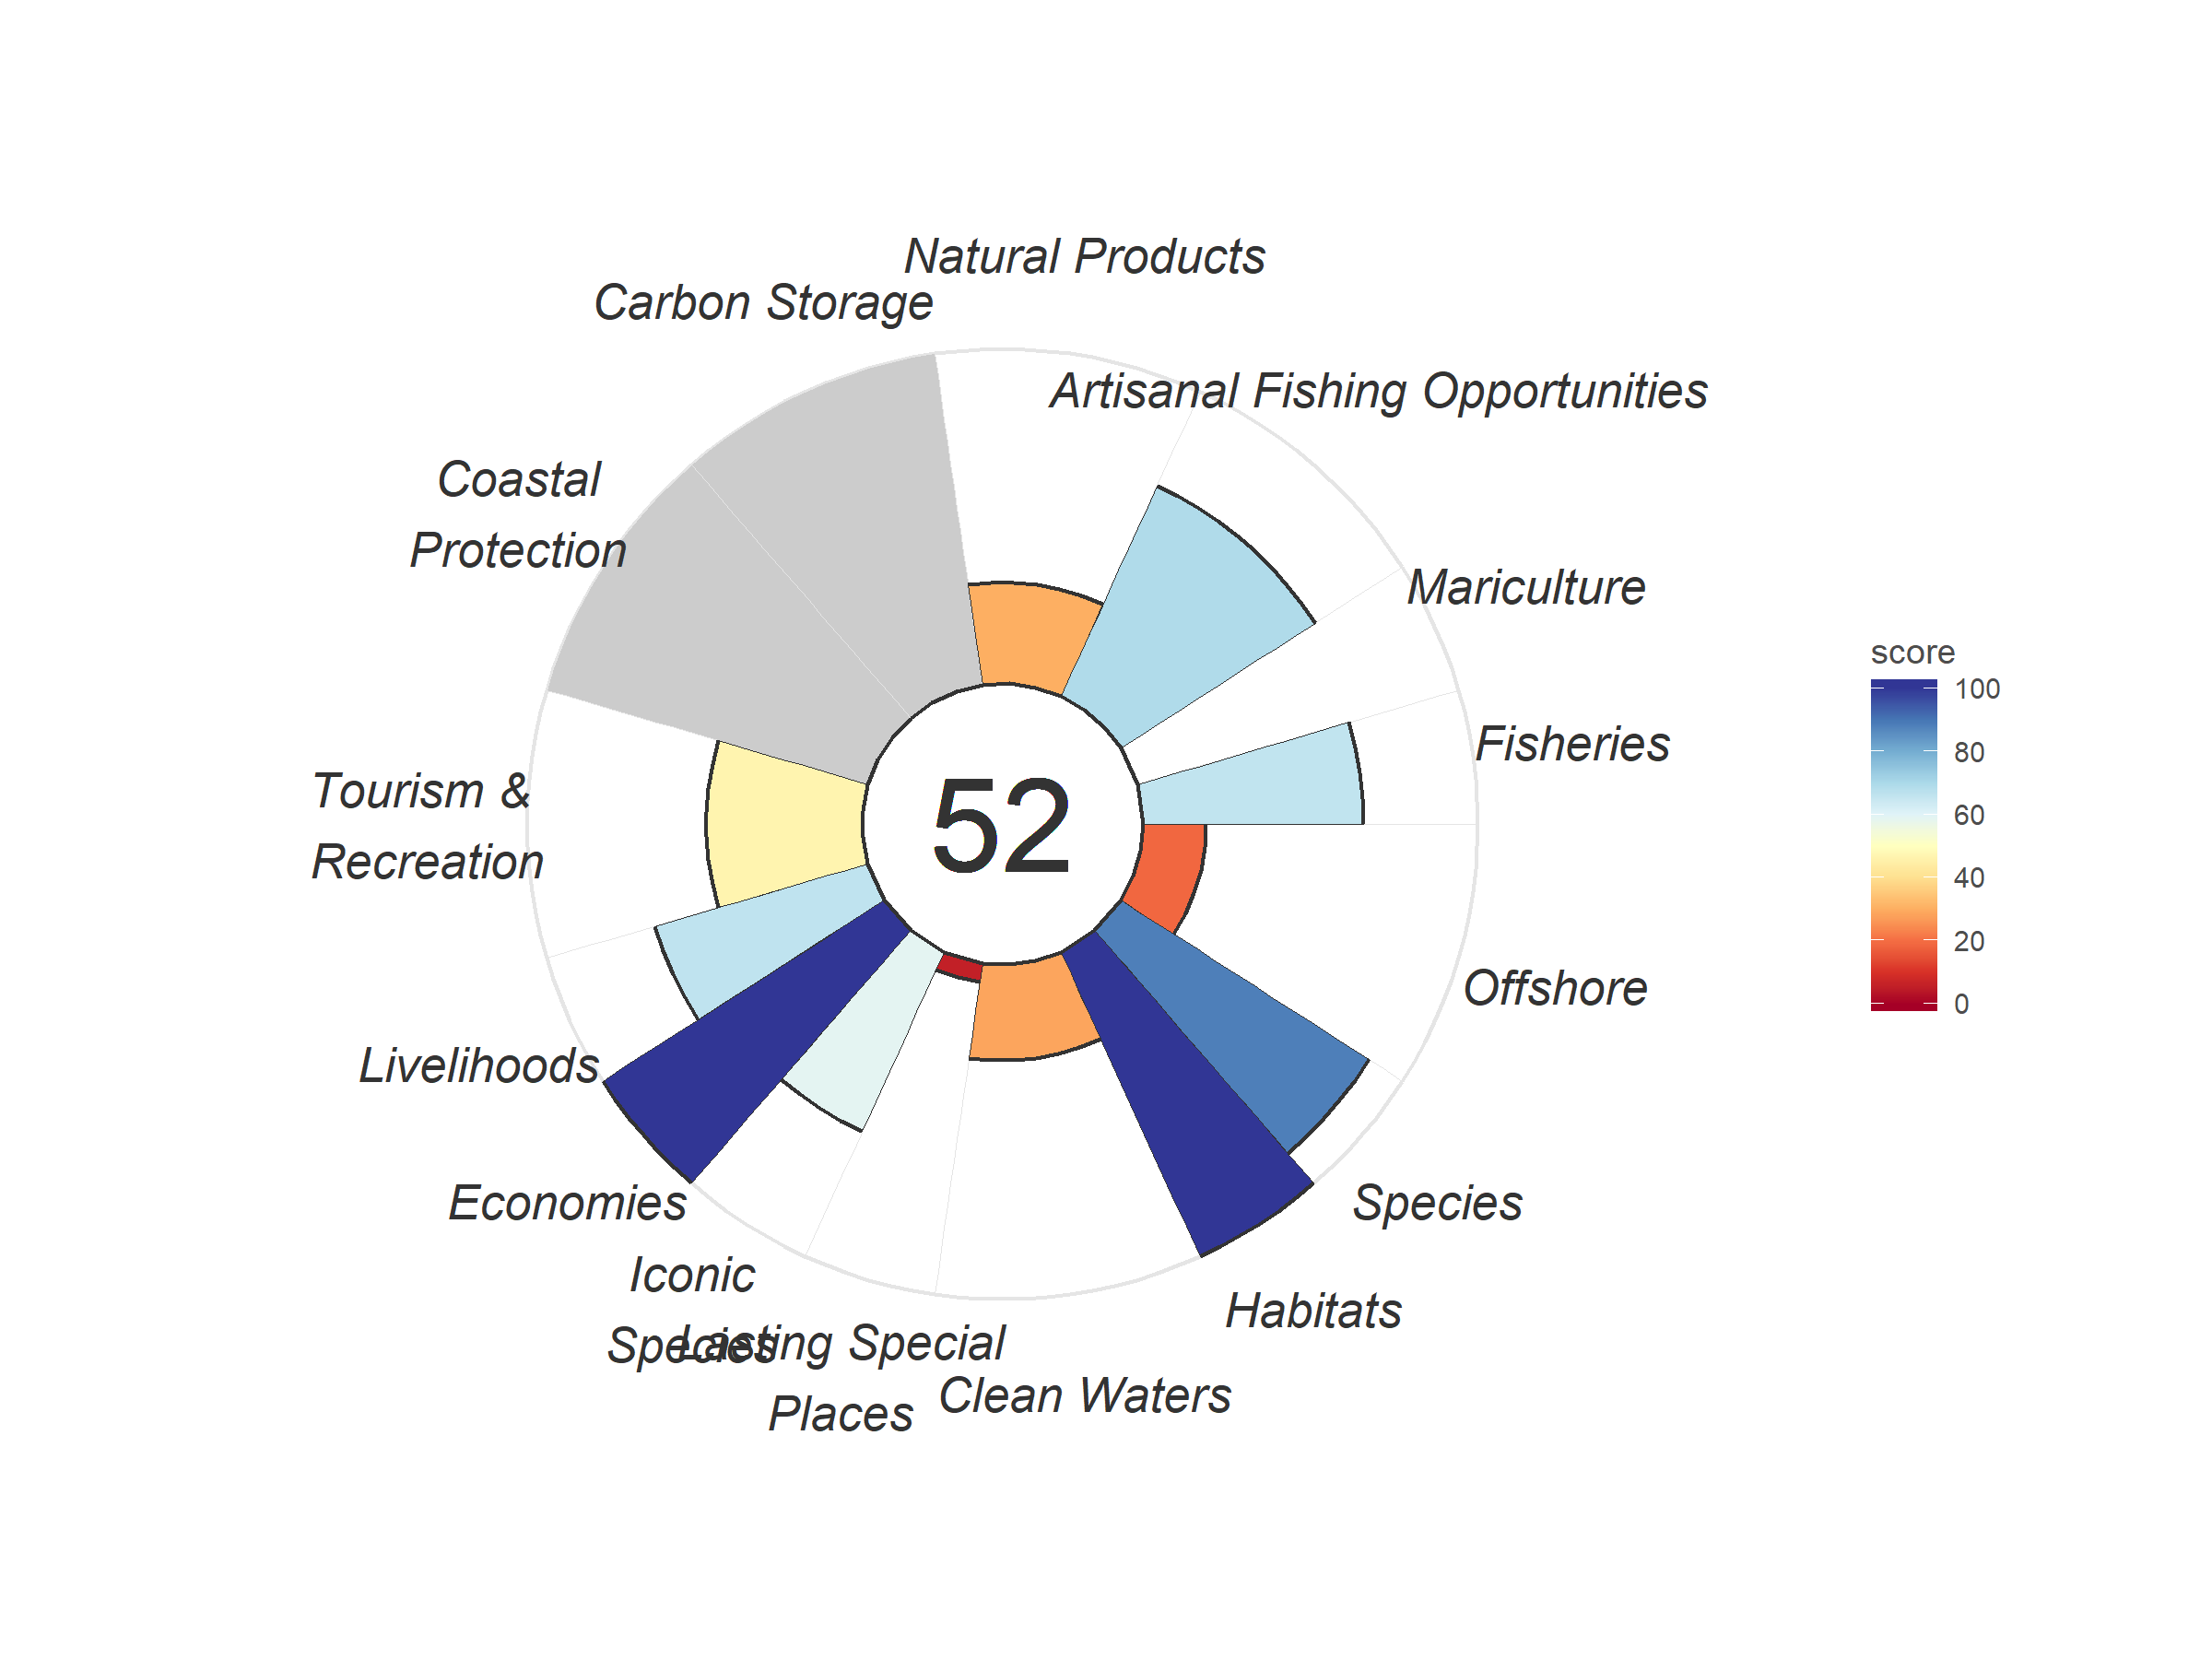 Natural Products
Carbon Storage
Artisanal Fishing Opportunities
Coastal
Protection
Mariculture
Fisheries
Tourism &
Recreation
52
Offshore
Livelihoods
Economies
Species
Iconic
Species
Habitats
Lasting Special
Places
Clean Waters
score
100
80
60
40
20
0